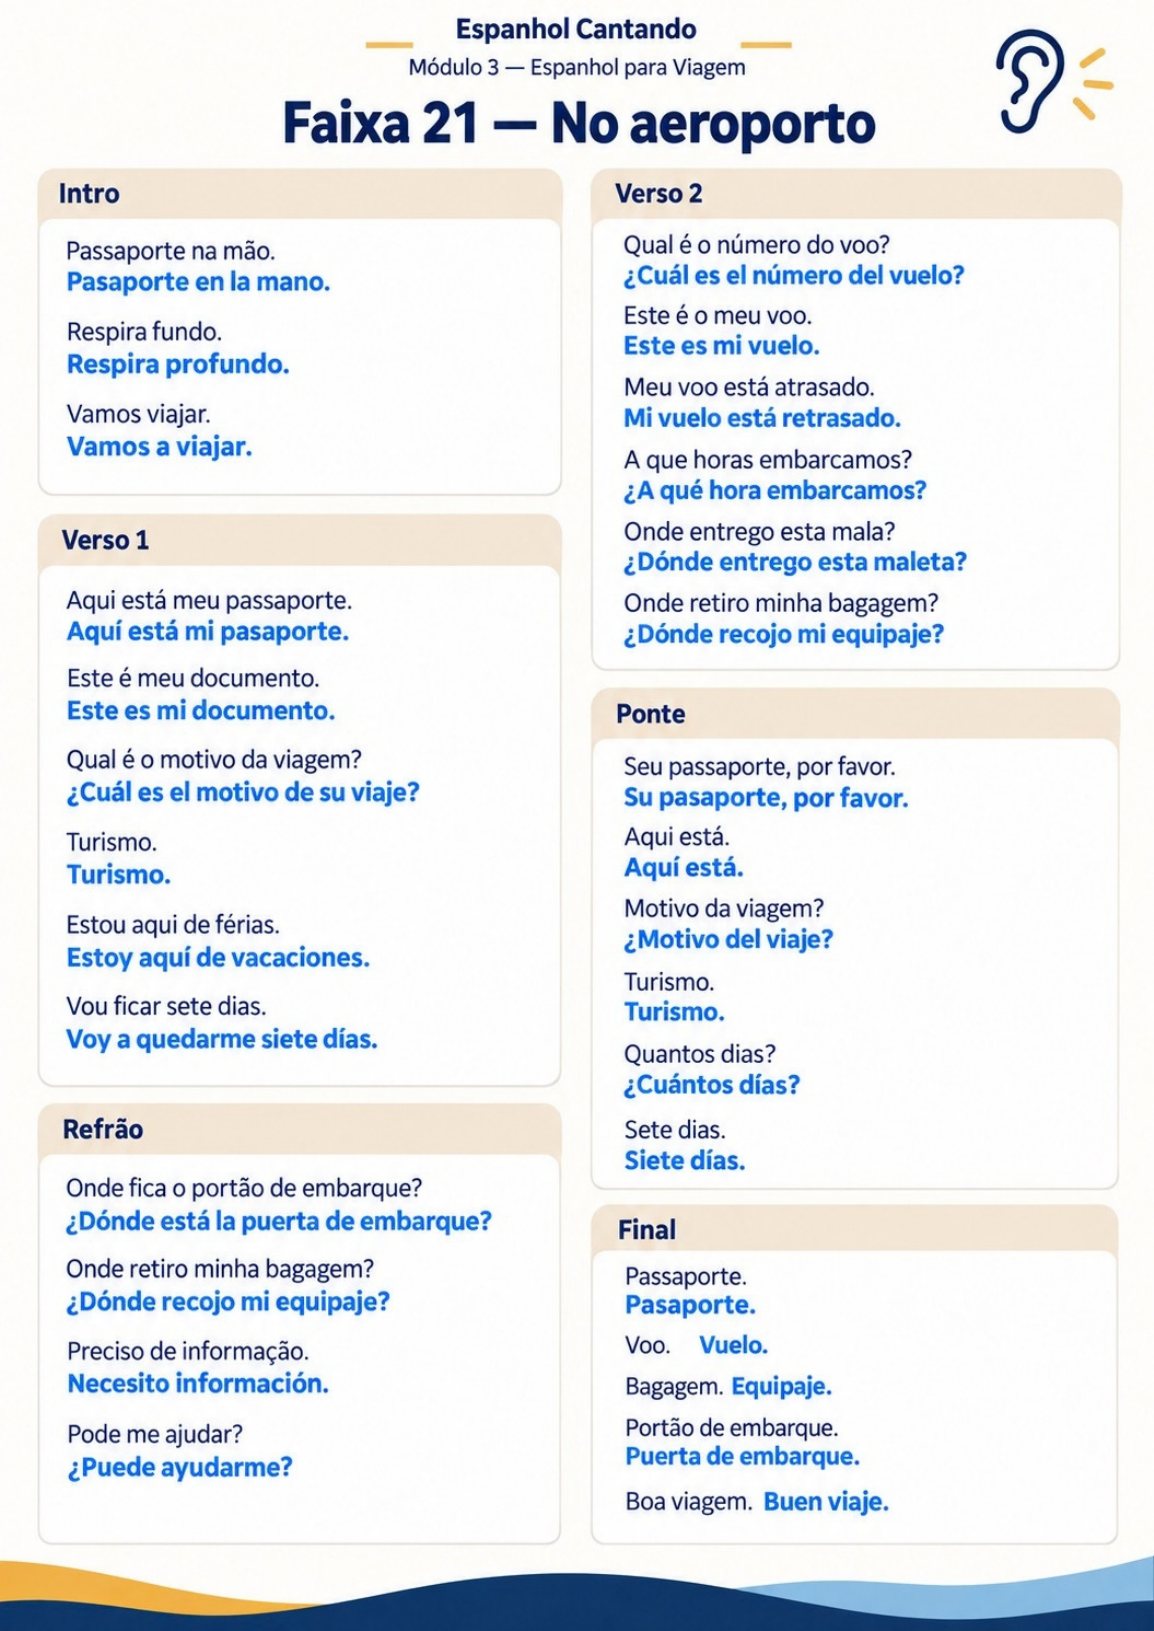 Espanhol Cantando
Módulo 3 — Espanhol para Viagem
Faixa 21 — No aeroporto
Intro
Passaporte na mão.
Pasaporte en la mano.
Respira fundo.
Respira profundo.
Vamos viajar.
Vamos a viajar.
Verso 1
Aqui está meu passaporte.
Aquí está mi pasaporte.
Este é meu documento.
Este es mi documento.
Qual é o motivo da viagem?
¿Cuál es el motivo de su viaje?
Turismo.
Turismo.
Estou aqui de férias.
Estoy aquí de vacaciones.
Vou ficar sete dias.
Voy a quedarme siete días.
Refrão
Onde fica o portão de embarque?
¿Dónde está la puerta de embarque?
Onde retiro minha bagagem?
¿Dónde recojo mi equipaje?
Preciso de informação.
Necesito información.
Pode me ajudar?
¿Puede ayudarme?
Verso 2
Qual é o número do voo?
¿Cuál es el número del vuelo?
Este é o meu voo.
Este es mi vuelo.
Meu voo está atrasado.
Mi vuelo está retrasado.
A que horas embarcamos?
¿A qué hora embarcamos?
Onde entrego esta mala?
¿Dónde entrego esta maleta?
Onde retiro minha bagagem?
¿Dónde recojo mi equipaje?
Ponte
Seu passaporte, por favor.
Su pasaporte, por favor.
Aqui está.
Aquí está.
Motivo da viagem?
¿Motivo del viaje?
Turismo.
Turismo.
Quantos dias?
¿Cuántos días?
Sete dias.
Siete días.
Final
Passaporte.
Pasaporte.
Voo. Vuelo.
Bagagem. Equipaje.
Portão de embarque.
Puerta de embarque.
Boa viagem. Buen viaje.